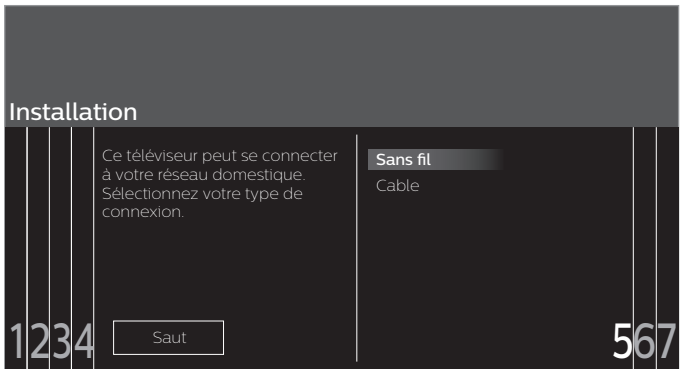 Installation
Ce téléviseur peut se connecter
à votre réseau domestique.
Sélectionnez votre type de
connexion.
Sans fil
Cable
Saut
1234
567